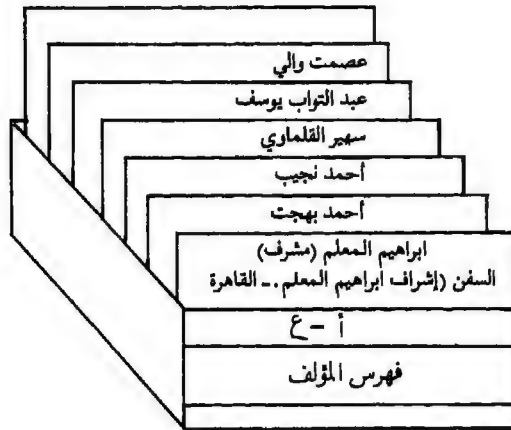 عصمت والي
عبد التواب يوسف
سهير القلماوي
أحمد نجيب
أحمد بهجت
ابراهيم المعلم (مشرف)
السفن (إشراف ابراهيم المعلم . ــ القاهرة
أ - ع
فهرس المؤلف